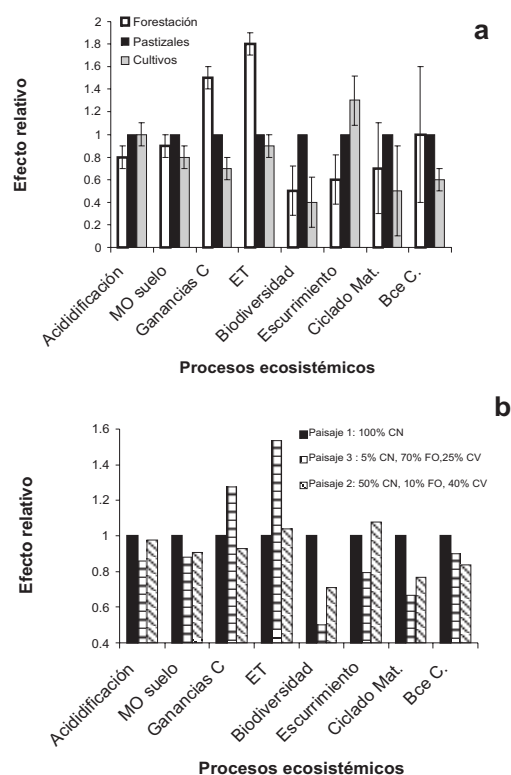 a
Forestación
Pastizales
Cultivos
Efecto relativo
2
1.8
1.6
1.4
1.2
1
0.8
0.6
0.4
0.2
0
Acididificación
MO suelo
Ganancias C
ET
Biodiversidad
Escurrimiento
Ciclado Mat.
Bce C.
Procesos ecosistémicos
b
Paisaje 1: 100% CN
Paisaje 3 : 5% CN, 70% FO,25% CV
Paisaje 2: 50% CN, 10% FO, 40% CV
Efecto relativo
1.6
1.4
1.2
1
0.8
0.6
0.4
Acididificación
MO suelo
Ganancias C
ET
Biodiversidad
Escurrimiento
Ciclado Mat.
Bce C.
Procesos ecosistémicos